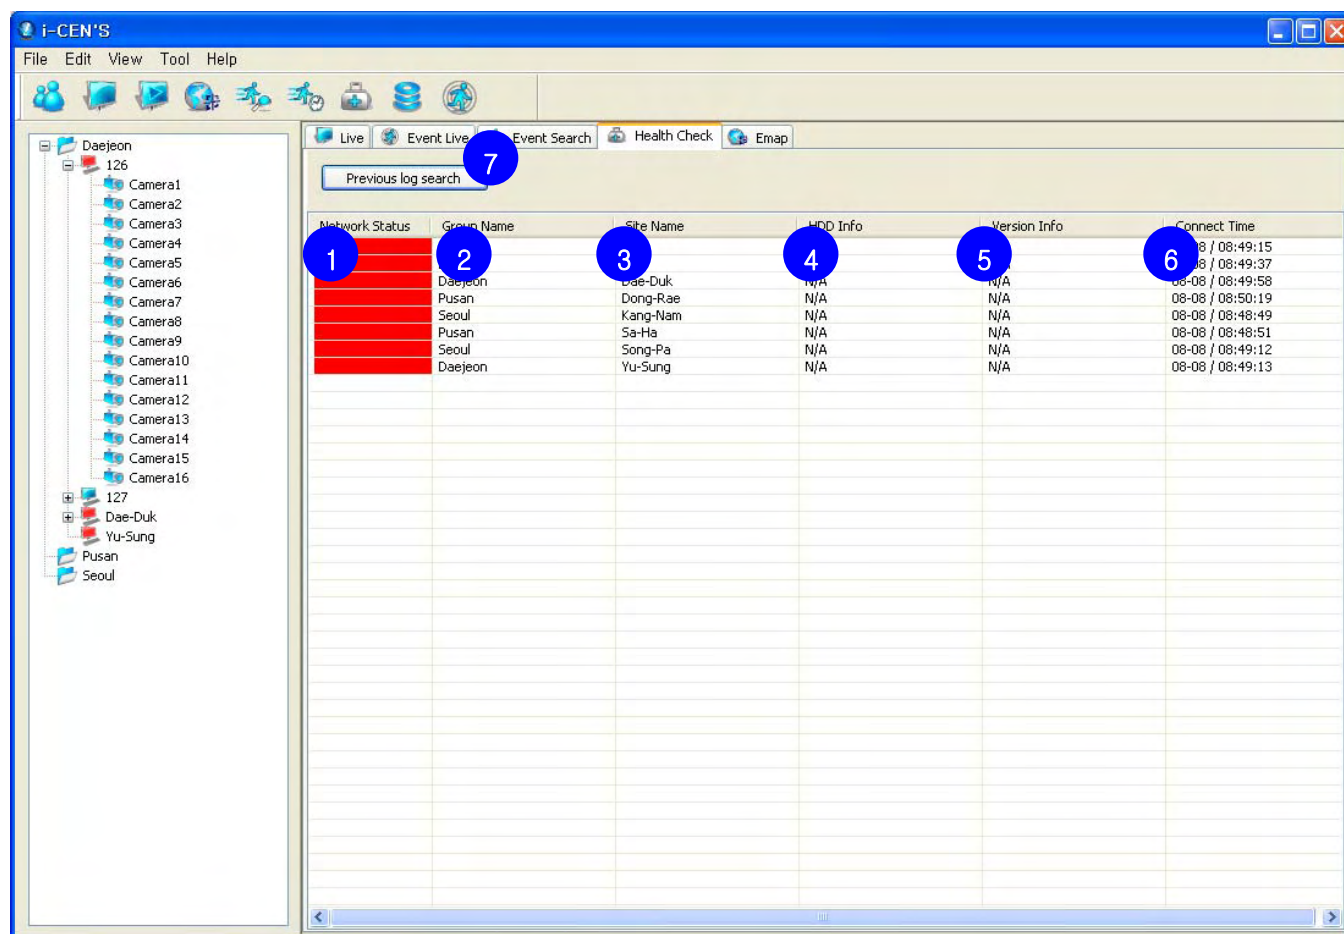 i-CEN'S
File Edit View Tool Help
Live Event Live Event Search Health Check Emap
7
Previous log search
Network Status Group Name Site Name HDD Info Version Info Connect Time
1 2 3 4 5 6
8 / 08:49:15
-08 / 08:49:37
Daejeon Dae-Duk N/A N/A 08-08 / 08:49:58
Pusan Dong-Rae N/A N/A 08-08 / 08:50:19
Seoul Kang-Nam N/A N/A 08-08 / 08:48:49
Pusan Sa-Ha N/A N/A 08-08 / 08:48:51
Seoul Song-Pa N/A N/A 08-08 / 08:49:12
Daejeon Yu-Sung N/A N/A 08-08 / 08:49:13
Daejeon
126
Camera1
Camera2
Camera3
Camera4
Camera5
Camera6
Camera7
Camera8
Camera9
Camera10
Camera11
Camera12
Camera13
Camera14
Camera15
Camera16
127
Dae-Duk
Yu-Sung
Pusan
Seoul